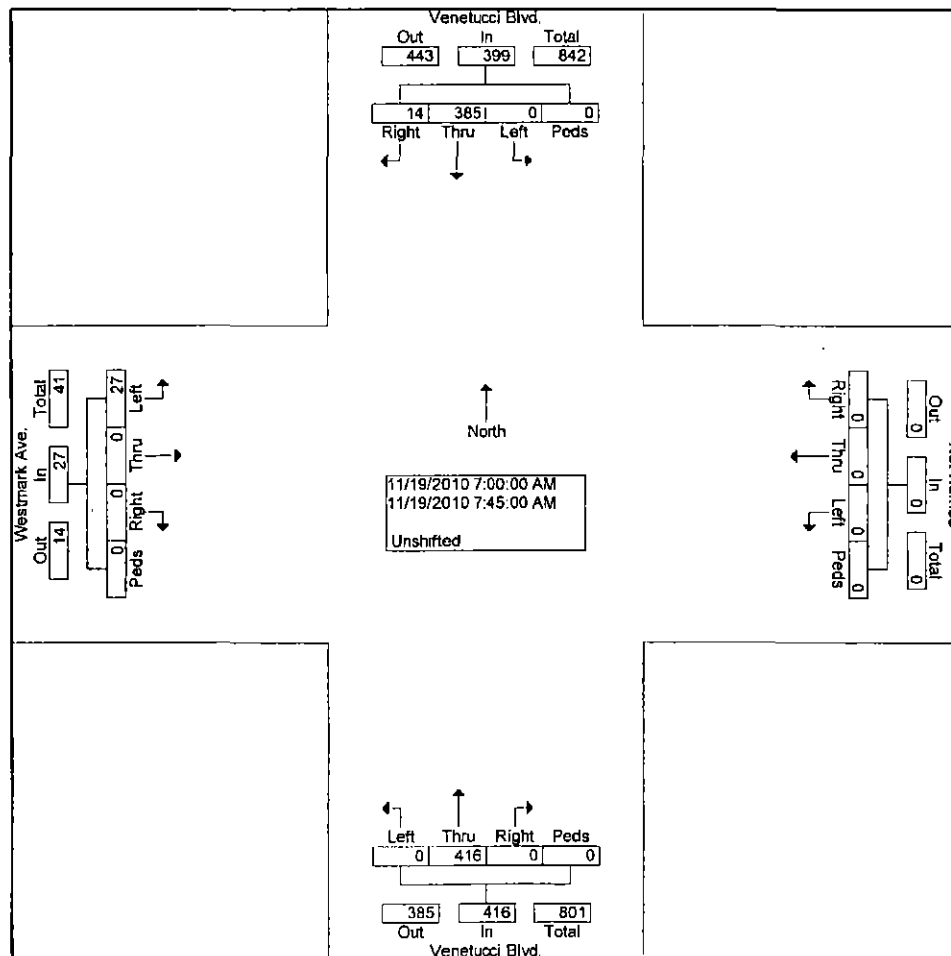 Venetucci Blvd.
Out In Total
443 399 842
14 385 0 0
Right Thru Left Peds
Westmark Ave.
Total In Out
41 27 14
27 0 0 0
Left Thru Right Peds
North
11/19/2010 7:00:00 AM
11/19/2010 7:45:00 AM
Unshifted
Right Thru Left Peds
0 0 0 0
Out In Total
0 0 0
Left Thru Right Peds
0 416 0 0
385 416 801
Out In Total
Venetucci Blvd.